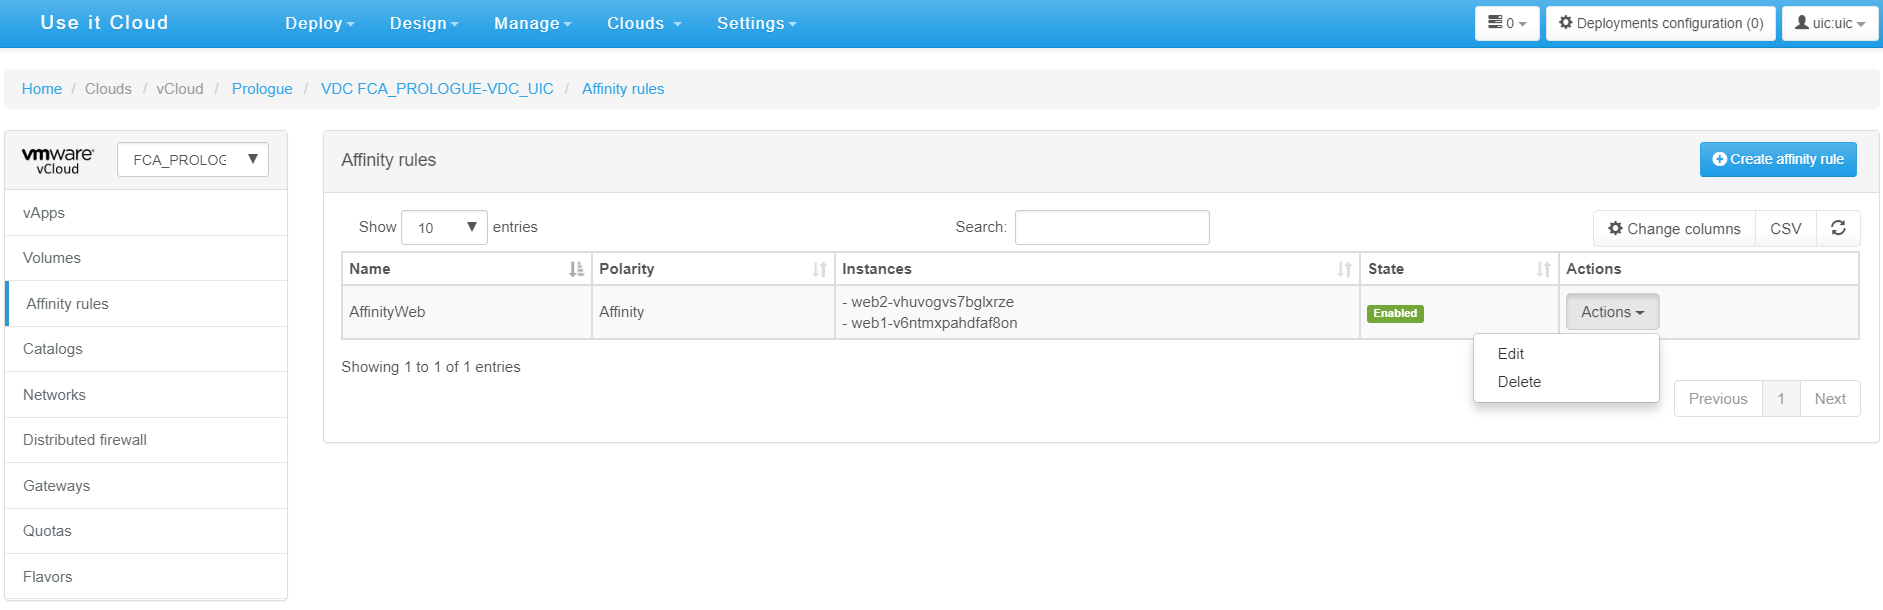 Use it Cloud Deploy Design Manage Clouds Settings 0 Deployments configuration (0) uic:uic
Home / Clouds / vCloud / Prologue / VDC FCA_PROLOGUE-VDC_UIC / Affinity rules
vmware vCloud
FCA_PROLOG
vApps
Volumes
Affinity rules
Catalogs
Networks
Distributed firewall
Gateways
Quotas
Flavors
Affinity rules Create affinity rule
Show 10 entries Search: Change columns CSV
Name Polarity Instances State Actions
AffinityWeb Affinity - web2-vhuvogvs7bglxrze Enabled Actions
- web1-v6ntmxpahdfaf8on
Edit
Delete
Showing 1 to 1 of 1 entries
Previous 1 Next